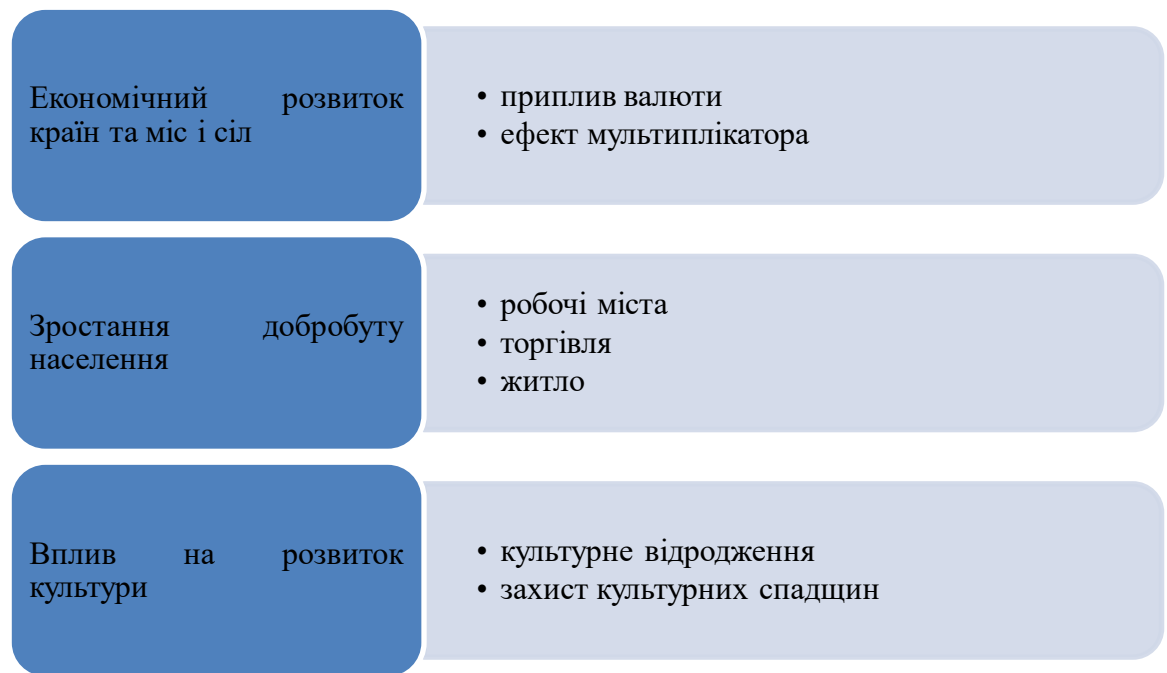 Економічний розвиток
країн та міс і сіл
• приплив валюти
• ефект мультиплікатора
Зростання добробуту
населення
• робочі міста
• торгівля
• житло
Вплив на розвиток
культури
• культурне відродження
• захист культурних спадщин